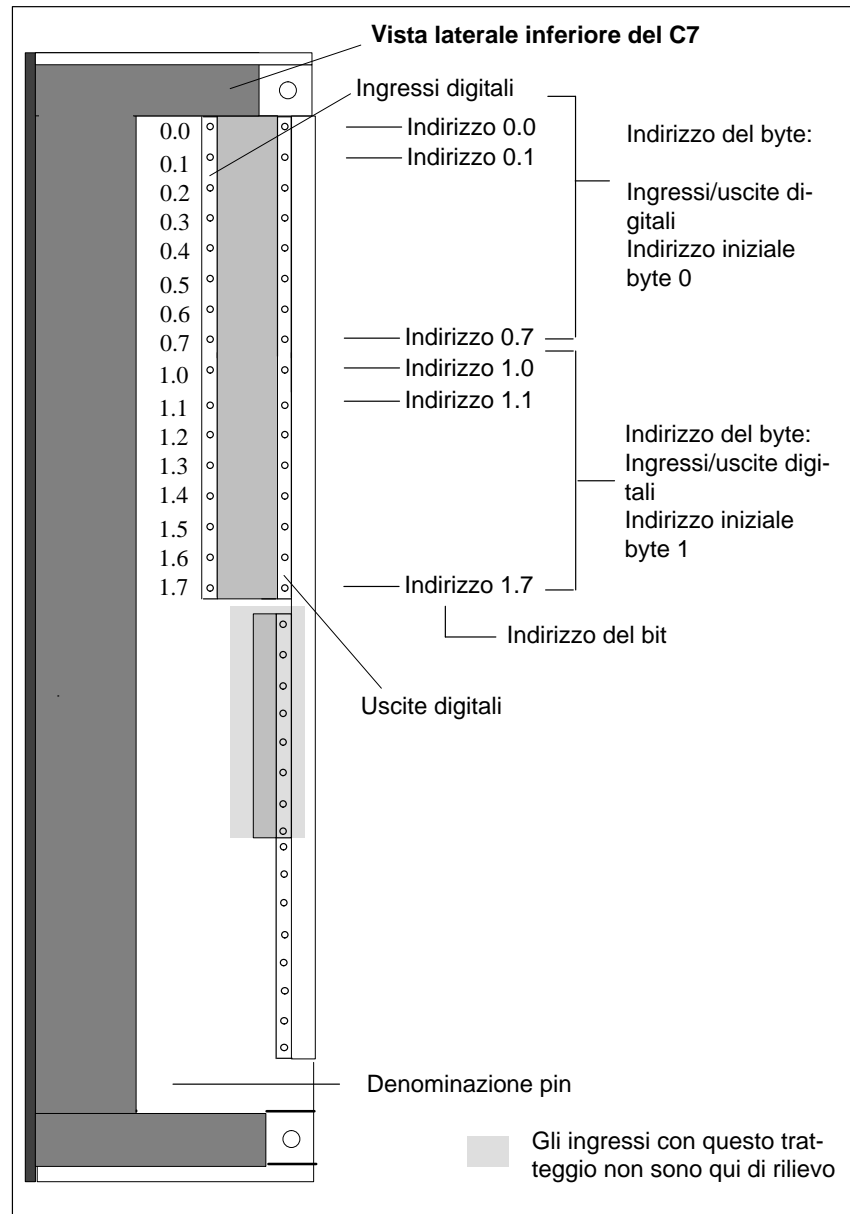 Vista laterale inferiore del C7
Ingressi digitali
0.0
0.1
0.2
0.3
0.4
0.5
0.6
0.7
1.0
1.1
1.2
1.3
1.4
1.5
1.6
1.7
Indirizzo 0.0
Indirizzo 0.1
Indirizzo 0.7
Indirizzo 1.0
Indirizzo 1.1
Indirizzo 1.7
Indirizzo del bit
Indirizzo del byte:
Ingressi/uscite di-
gitali
Indirizzo iniziale
byte 0
Indirizzo del byte:
Ingressi/uscite digi-
tali
Indirizzo iniziale
byte 1
Uscite digitali
Denominazione pin
Gli ingressi con questo trat-
teggio non sono qui di rilievo